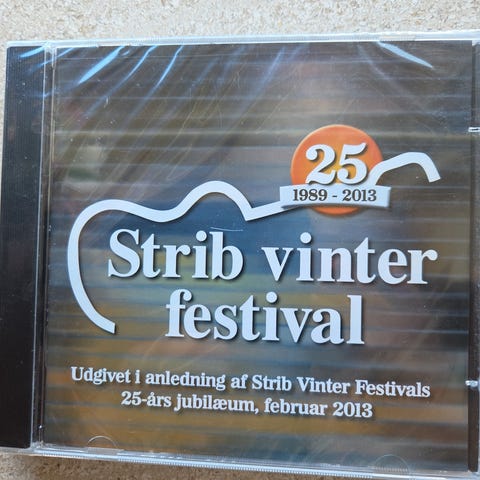 25
1989 - 2013
Strib vinter
festival
Udgivet i anledning af Strib Vinter Festivals
25-års jubilæum, februar 2013